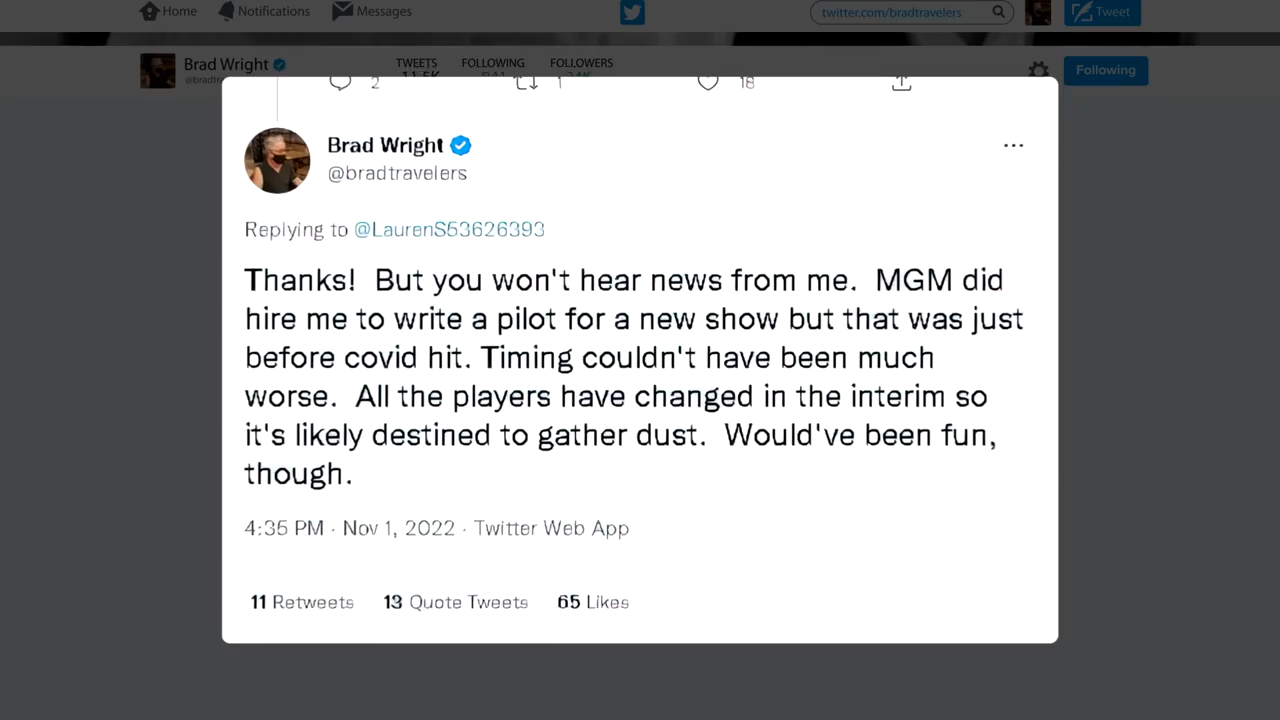 Home Notifications Messages twitter.com/bradtravelers Tweet
Brad Wright TWEETS FOLLOWING FOLLOWERS Following
2 1 18
Brad Wright
@bradtravelers
Replying to @LaurenS53626393
Thanks!  But you won't hear news from me.  MGM did
hire me to write a pilot for a new show but that was just
before covid hit. Timing couldn't have been much
worse.  All the players have changed in the interim so
it's likely destined to gather dust.  Would've been fun,
though.
4:35 PM · Nov 1, 2022 · Twitter Web App
11 Retweets 13 Quote Tweets 65 Likes